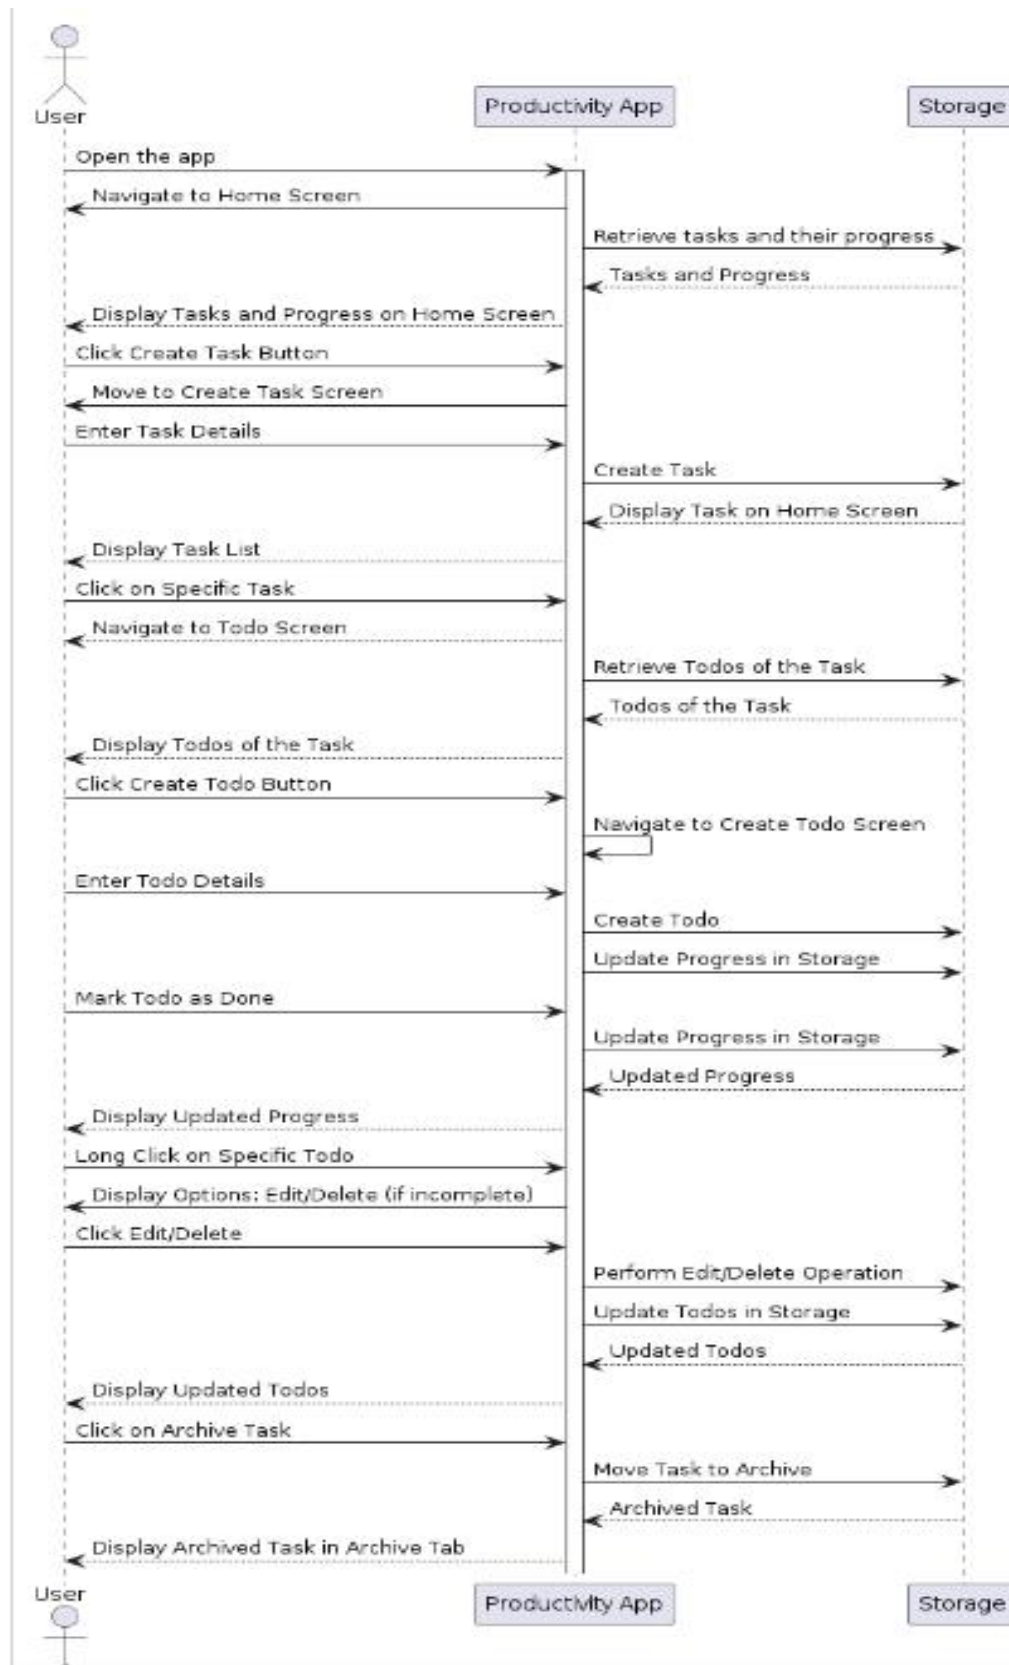 User
Productivity App
Storage
Open the app
Navigate to Home Screen
Retrieve tasks and their progress
Tasks and Progress
Display Tasks and Progress on Home Screen
Click Create Task Button
Move to Create Task Screen
Enter Task Details
Create Task
Display Task on Home Screen
Display Task List
Click on Specific Task
Navigate to Todo Screen
Retrieve Todos of the Task
Todos of the Task
Display Todos of the Task
Click Create Todo Button
Navigate to Create Todo Screen
Enter Todo Details
Create Todo
Update Progress in Storage
Mark Todo as Done
Update Progress in Storage
Updated Progress
Display Updated Progress
Long Click on Specific Todo
Display Options: Edit/Delete (if incomplete)
Click Edit/Delete
Perform Edit/Delete Operation
Update Todos in Storage
Updated Todos
Display Updated Todos
Click on Archive Task
Move Task to Archive
Archived Task
Display Archived Task in Archive Tab
User
Productivity App
Storage